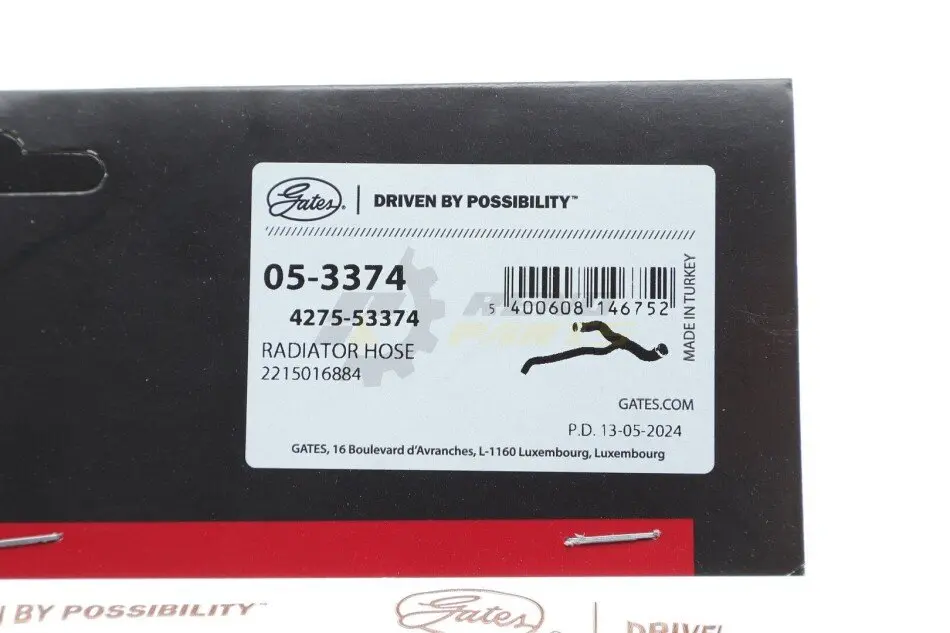 Gates® | DRIVEN BY POSSIBILITY™
05-3374
4275-53374
RADIATOR HOSE
2215016884
5 400608 146752
MADE IN TURKEY
GATES.COM
P.D. 13-05-2024
GATES, 16 Boulevard d'Avranches, L-1160 Luxembourg, Luxembourg
N BY POSSIBILITY™
Gates
DRIVE